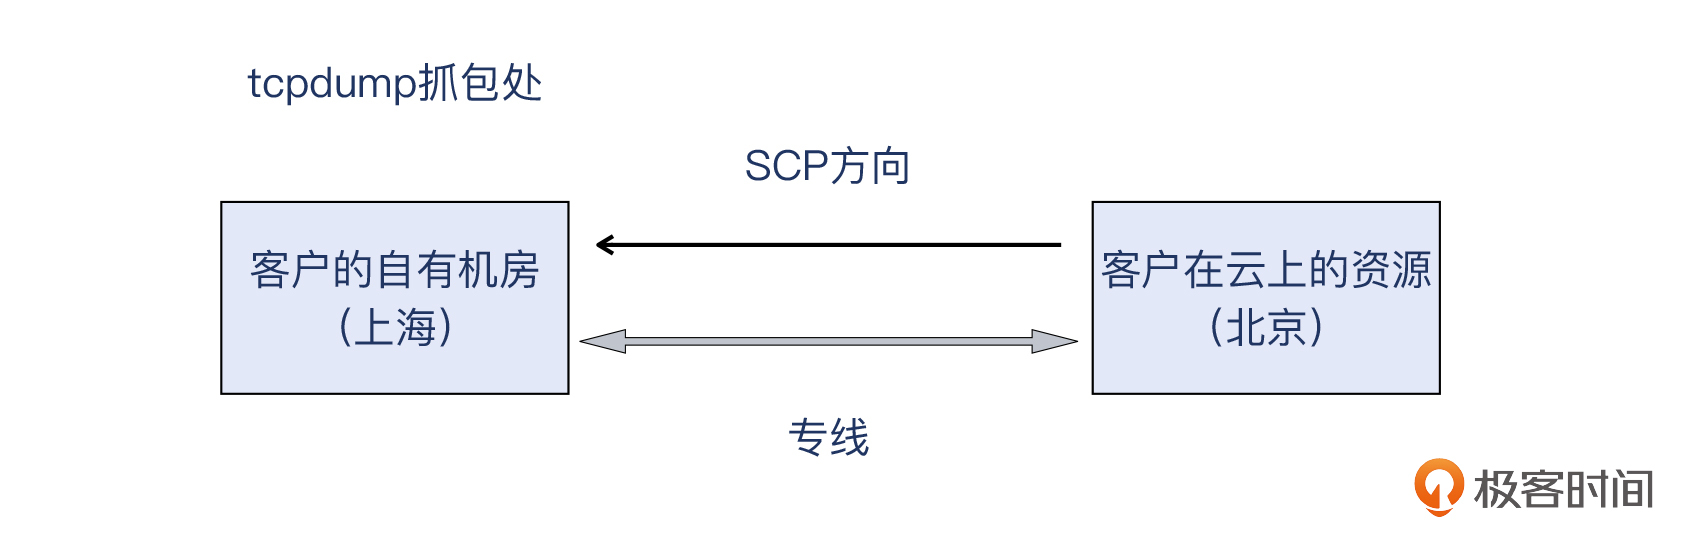 tcpdump抓包处
SCP方向
客户的自有机房
(上海)
客户在云上的资源
(北京)
专线
极客时间